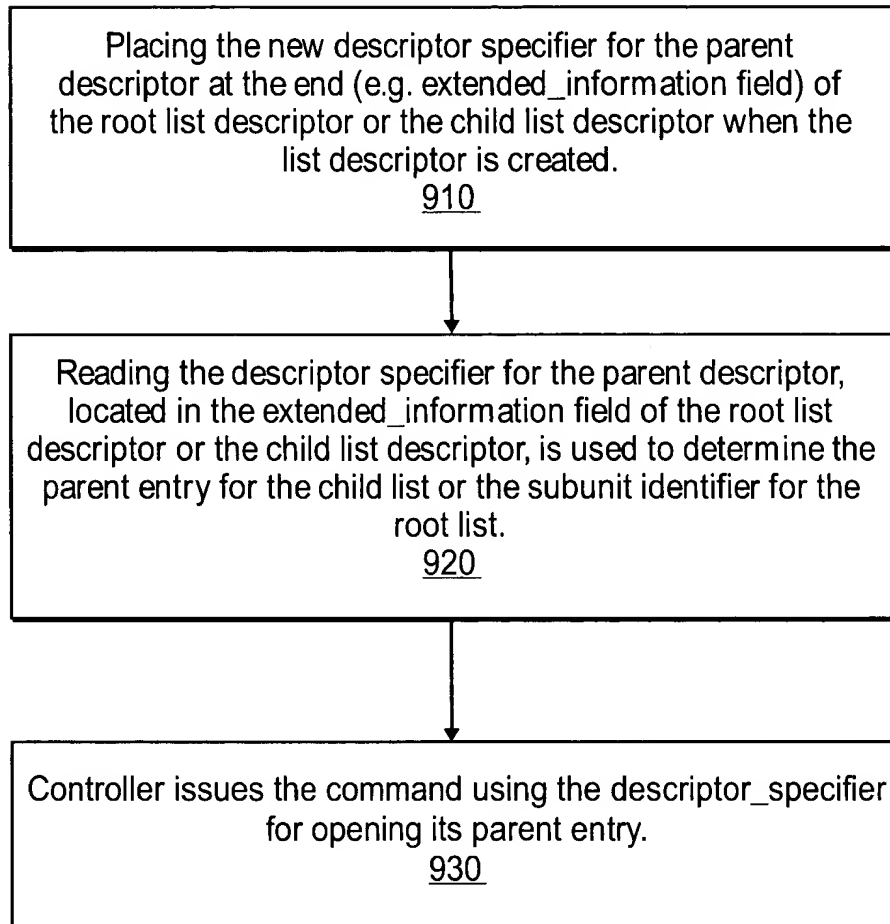 Placing the new descriptor specifier for the parent
descriptor at the end (e.g. extended_information field) of
the root list descriptor or the child list descriptor when the
list descriptor is created.
910
Reading the descriptor specifier for the parent descriptor,
located in the extended_information field of the root list
descriptor or the child list descriptor, is used to determine the
parent entry for the child list or the subunit identifier for the
root list.
920
Controller issues the command using the descriptor_specifier
for opening its parent entry.
930